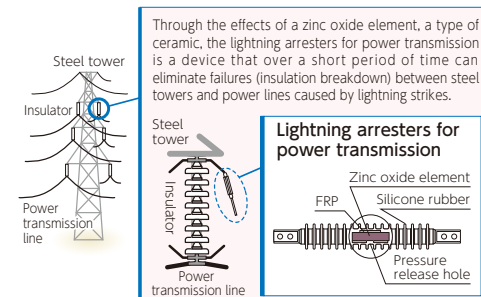 Through the effects of a zinc oxide element, a type of
ceramic, the lightning arresters for power transmission
is a device that over a short period of time can
eliminate failures (insulation breakdown) between steel
towers and power lines caused by lightning strikes.
Steel tower
Insulator
Power
transmission
line
Steel
tower
Insulator
Power
transmission line
Lightning arresters for
power transmission
Zinc oxide element
FRP
Silicone rubber
Pressure
release hole